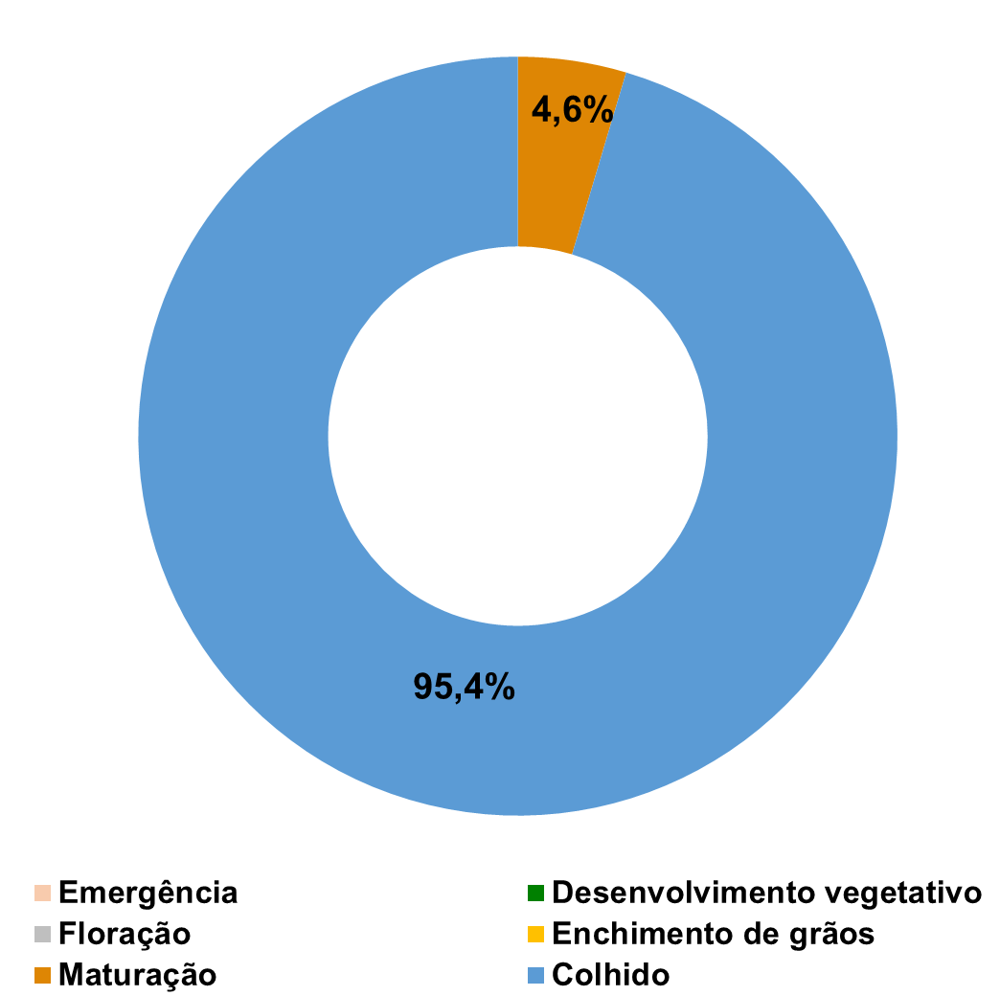 4,6%
95,4%
Emergência
Desenvolvimento vegetativo
Floração
Enchimento de grãos
Maturação
Colhido